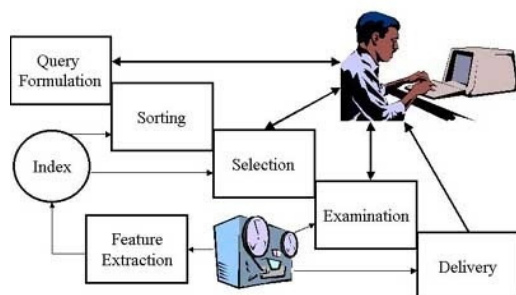 Query
Formulation
Sorting
Index
Selection
Feature
Extraction
Examination
Delivery